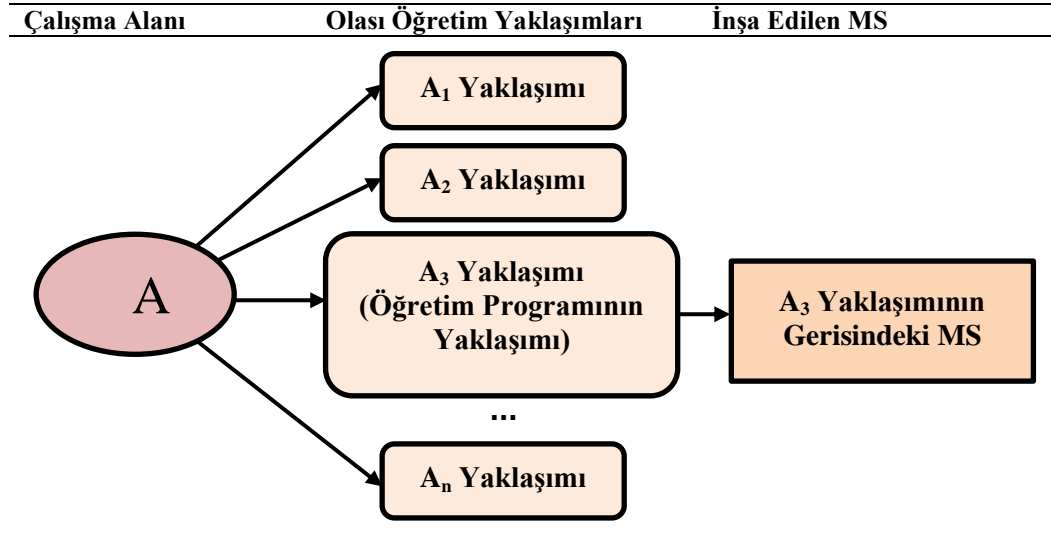 Çalışma Alanı Olası Öğretim Yaklaşımları İnşa Edilen MS
A₁ Yaklaşımı
A₂ Yaklaşımı
A
A₃ Yaklaşımı
(Öğretim Programının
Yaklaşımı)
A₃ Yaklaşımının
Gerisindeki MS
...
Aₙ Yaklaşımı